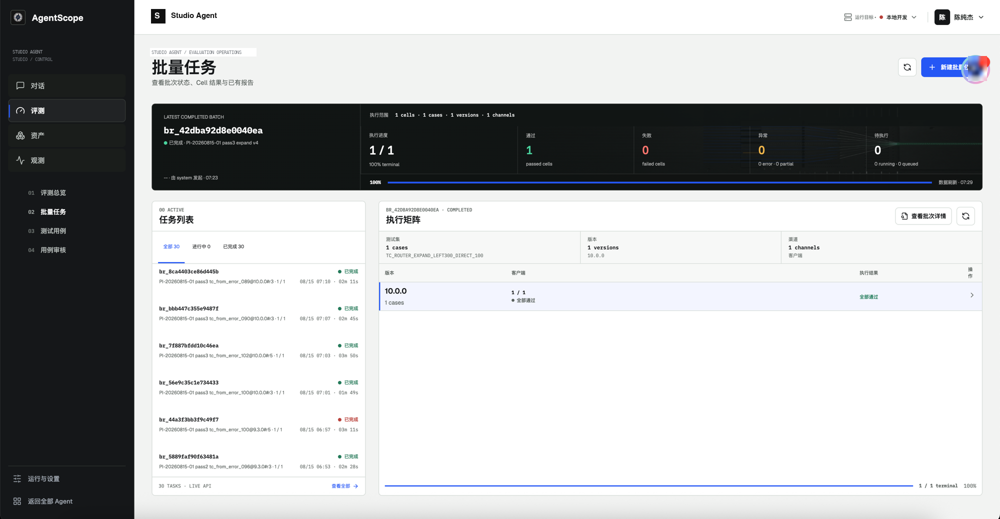 AgentScope
STUDIO AGENT
STUDIO / CONTROL
对话
评测
资产
观测
01 评测总览
02 批量任务
03 测试用例
04 用例审核
运行与设置
返回全部 Agent
S Studio Agent
运行目标· 本地开发
陈 陈纯杰
STUDIO AGENT / EVALUATION OPERATIONS
批量任务
查看批次状态、Cell 结果与已有报告
+ 新建批量
LATEST COMPLETED BATCH
br_42dba92d8e0040ea
已完成 · PI-20260815-01 pass3 expand v4
-- · 由 system 发起 · 07:23
执行范围 1 cells · 1 cases · 1 versions · 1 channels
执行进度
1 / 1
100% terminal
通过
1
passed cells
失败
0
failed cells
异常
0
0 error · 0 partial
待执行
0
0 running · 0 queued
100%
数据刷新 · 07:29
00 ACTIVE
任务列表
全部 30 进行中 0 已完成 30
br_8ca4403ce86d445b 已完成
PI-20260815-01 pass3 tc_from_error_089@10.0.0#r3 · 1 / 1 08/15 07:10 · 02m 11s
br_bbb447c355e9487f 已完成
PI-20260815-01 pass3 tc_from_error_090@10.0.0#r3 · 1 / 1 08/15 07:07 · 02m 45s
br_7f887bfdd10c46ea 已完成
PI-20260815-01 pass3 tc_from_error_102@10.0.0#r5 · 1 / 1 08/15 07:03 · 03m 50s
br_56e9c35c1e734433 已完成
PI-20260815-01 pass3 tc_from_error_100@10.0.0#r3 · 1 / 1 08/15 07:01 · 01m 49s
br_44a3f3bb3f9c49f7 已完成
PI-20260815-01 pass3 tc_from_error_100@9.3.0#r5 · 1 / 1 08/15 06:57 · 03m 11s
br_5889faf90f63481a 已完成
PI-20260815-01 pass2 tc_from_error_096@9.3.0#r3 · 1 / 1 08/15 06:53 · 02m 28s
30 TASKS · LIVE API 查看全部 →
BR_42DBA92D8E0040EA · COMPLETED
执行矩阵
查看批次详情
测试集
1 cases
TC_ROUTER_EXPAND_LEFT300_DIRECT_100
版本
1 versions
10.0.0
渠道
1 channels
客户端
版本 客户端 执行结果 操作
10.0.0
1 cases
1 / 1
全部通过
全部通过
1 / 1 terminal 100%